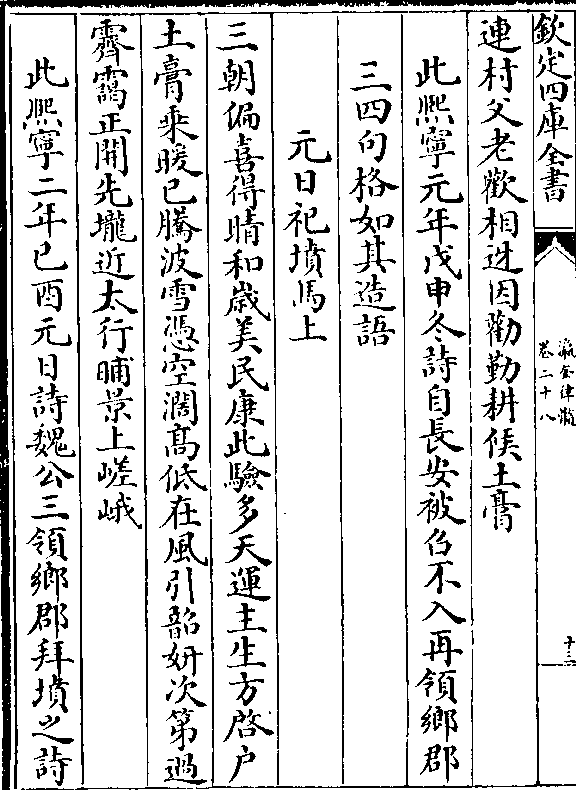 欽定四庫全書
瀛奎律髓
卷二十八
十三
連村父老歡相迓因勸勤耕候土膏
此熙寧元年戊申冬詩自長安被召不入再領鄉郡
三四句格如其造語
元日祀墳馬上
三朝偏喜得晴和歲美民康此驗多天運主生方啓户
土膏乘暖已騰波雪憑空濶髙低在風引韶妍次第過
霽靄正開先壠近太行晡景上嵯峨
此熙寧二年已酉元日詩魏公三領鄉郡拜墳之詩